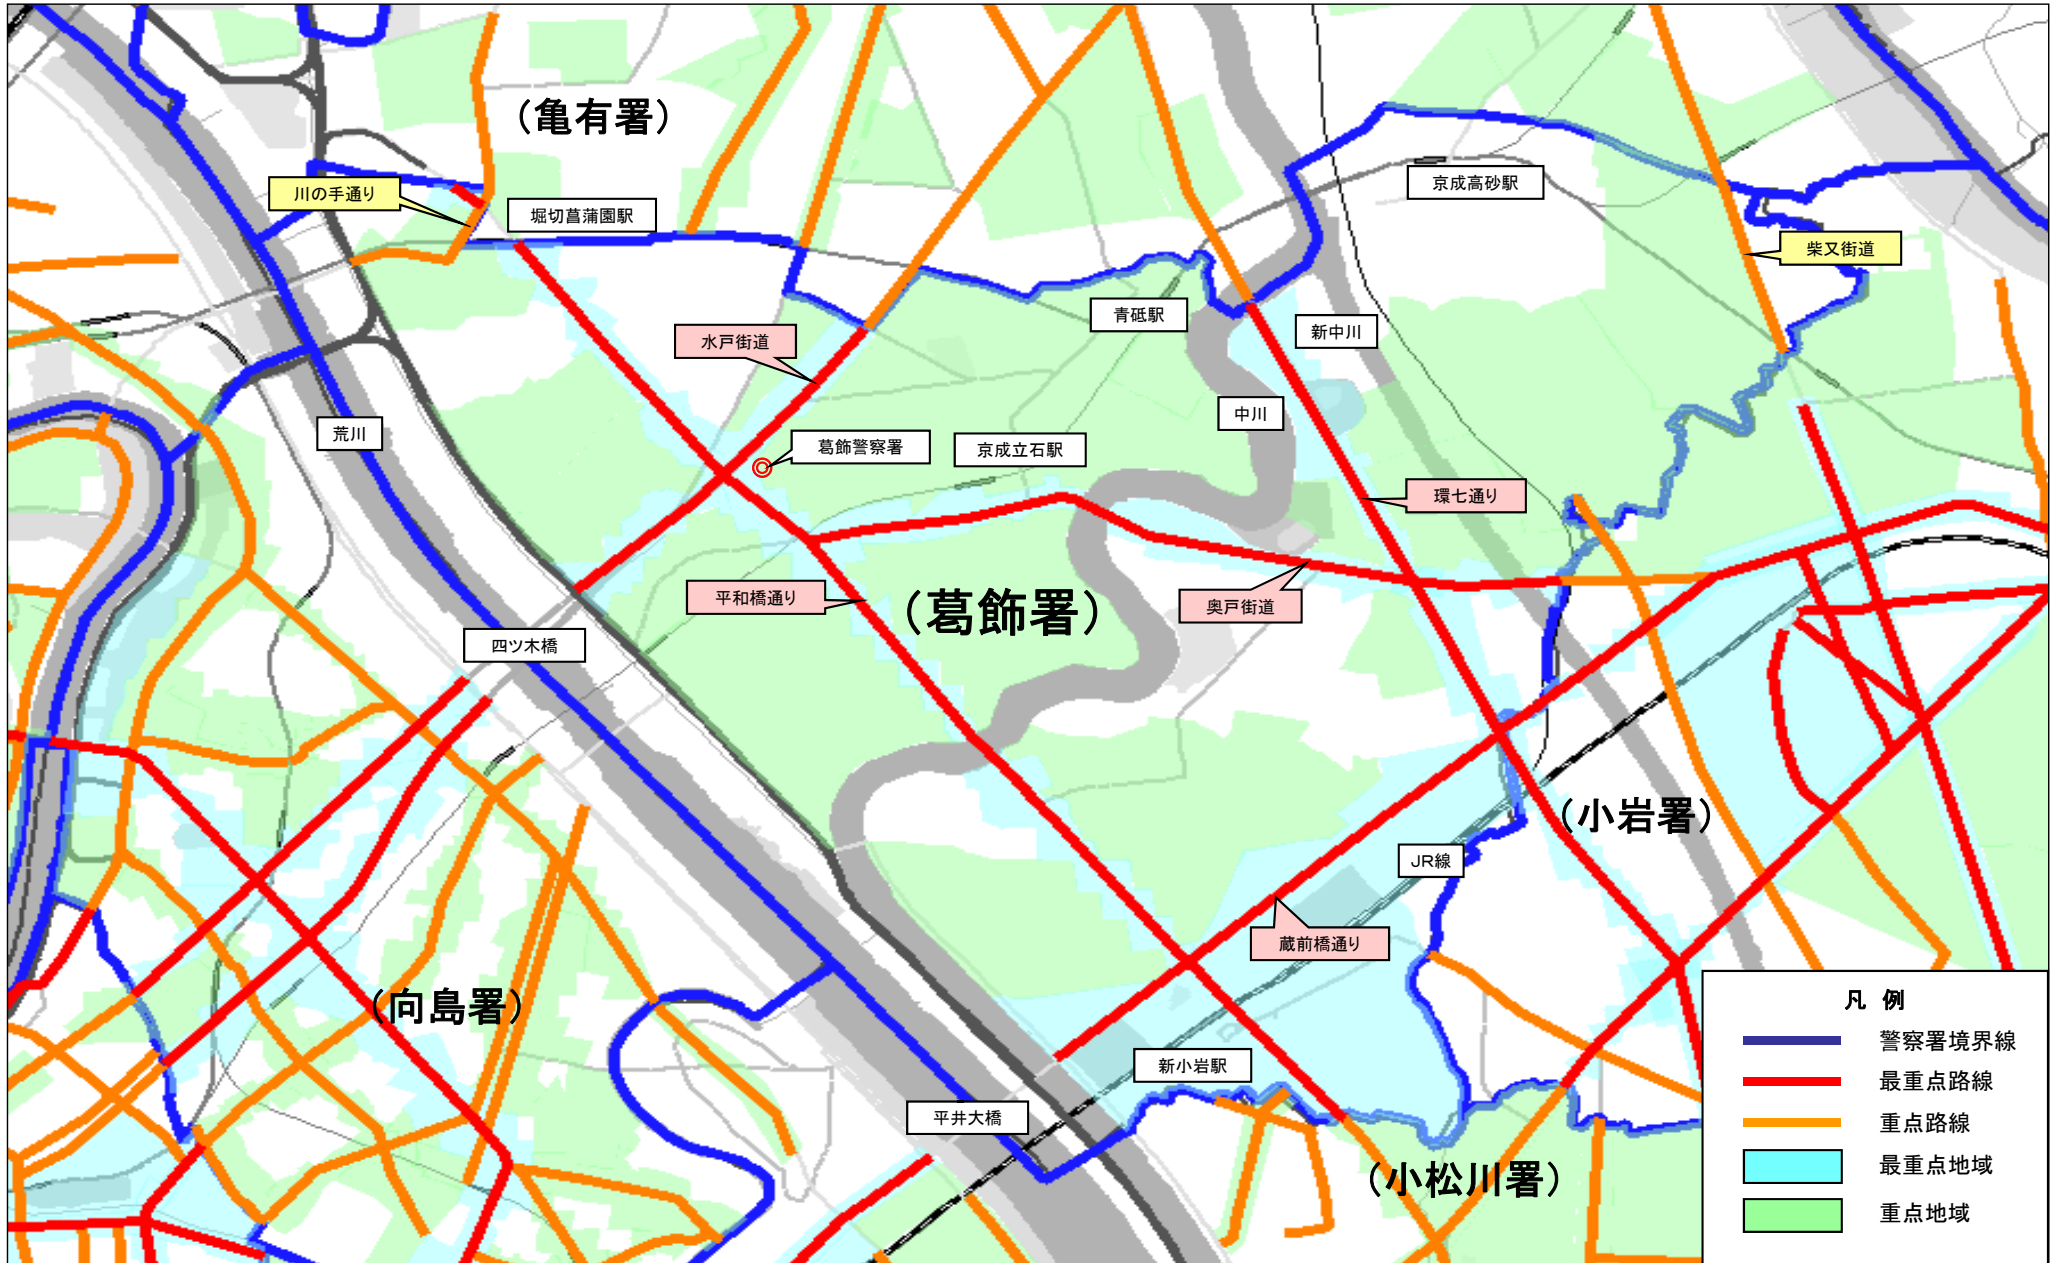 （亀有署）
川の手通り
堀切菖蒲園駅
京成高砂駅
柴又街道
青砥駅
新中川
水戸街道
荒川
葛飾警察署
京成立石駅
中川
環七通り
平和橋通り
（葛飾署）
奥戸街道
四ツ木橋
（小岩署）
JR線
蔵前橋通り
（向島署）
新小岩駅
平井大橋
（小松川署）
凡 例
警察署境界線
最重点路線
重点路線
最重点地域
重点地域